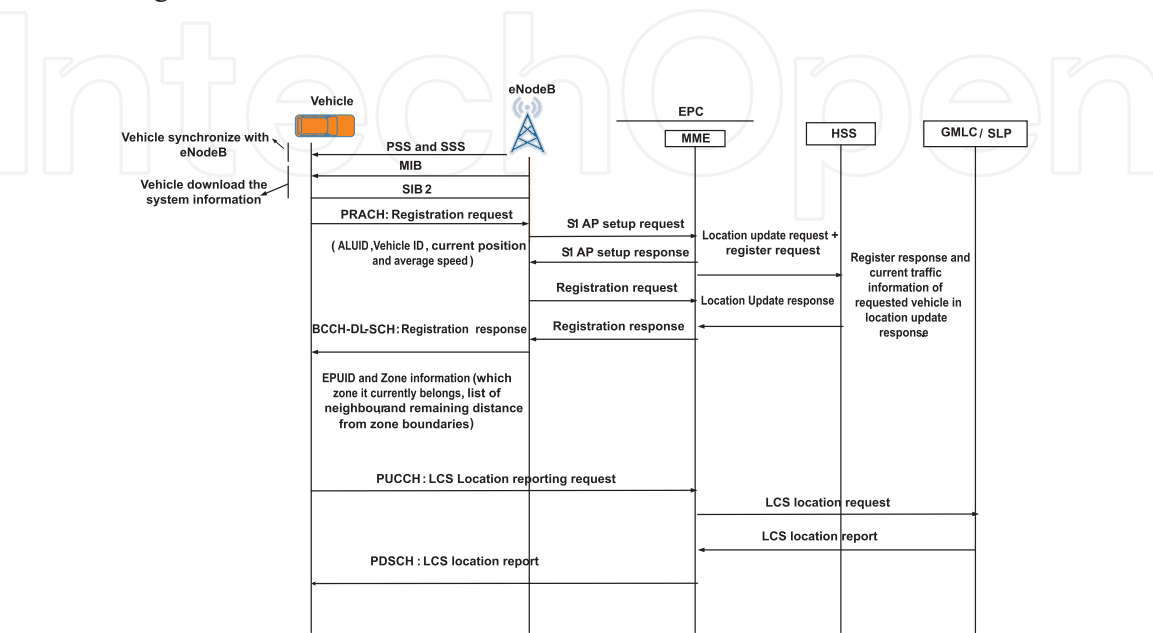 IntechOpen
eNodeB
Vehicle
EPC
MME
HSS
GMLC / SLP
Vehicle synchronize with
eNodeB
PSS and SSS
MIB
Vehicle download the
system information
SIB 2
PRACH: Registration request
( ALUID ,Vehicle ID , current position
and average speed )
S1 AP setup request
S1 AP setup response
Location update request +
register request
Register response and
current traffic
information of
requested vehicle in
location update
response.
Registration request
Location Update response
BCCH-DL-SCH: Registration response
Registration response
EPUID and Zone information (which
zone it currently belongs, list of
neighbour,and remaining distance
from zone boundaries)
PUCCH : LCS Location reporting request
LCS location request
LCS location report
PDSCH : LCS location report